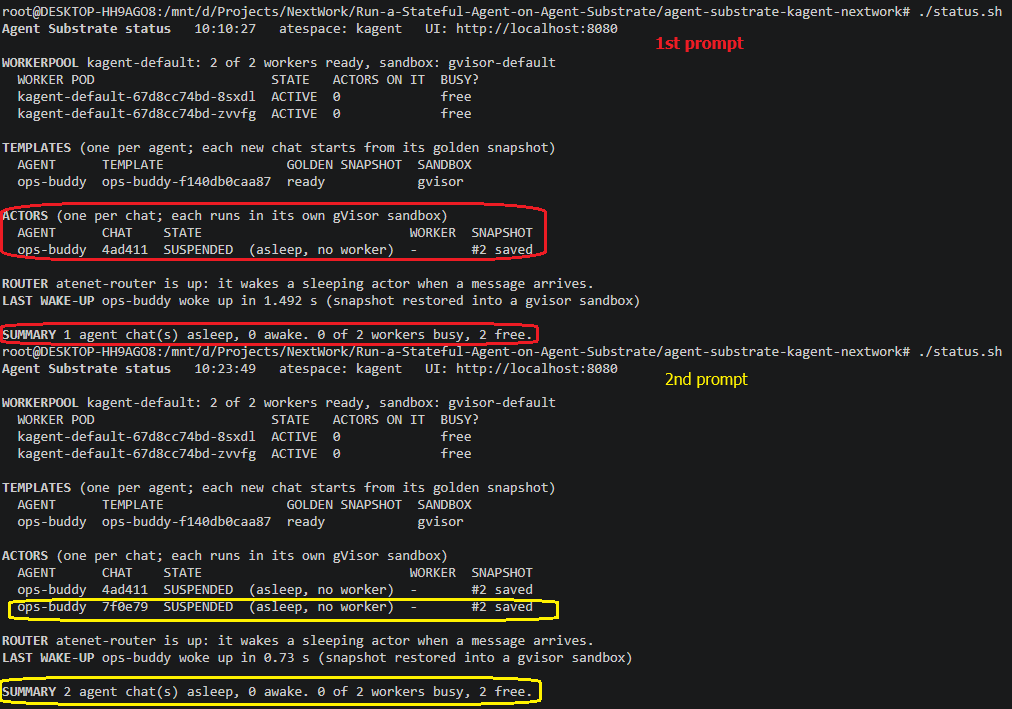 root@DESKTOP-HH9AGO8:/mnt/d/Projects/NextWork/Run-a-Stateful-Agent-on-Agent-Substrate/agent-substrate-kagent-nextwork# ./status.sh
Agent Substrate status   10:10:27   atespace: kagent   UI: http://localhost:8080
1st prompt
WORKERPOOL kagent-default: 2 of 2 workers ready, sandbox: gvisor-default
  WORKER POD                       STATE   ACTORS ON IT  BUSY?
  kagent-default-67d8cc74bd-8sxdl  ACTIVE  0             free
  kagent-default-67d8cc74bd-zvvfg  ACTIVE  0             free
TEMPLATES (one per agent; each new chat starts from its golden snapshot)
  AGENT      TEMPLATE                GOLDEN SNAPSHOT  SANDBOX
  ops-buddy  ops-buddy-f140db0caa87  ready            gvisor
ACTORS (one per chat; each runs in its own gVisor sandbox)
  AGENT      CHAT    STATE                           WORKER  SNAPSHOT
  ops-buddy  4ad411  SUSPENDED  (asleep, no worker)  -       #2 saved
ROUTER atenet-router is up: it wakes a sleeping actor when a message arrives.
LAST WAKE-UP ops-buddy woke up in 1.492 s (snapshot restored into a gvisor sandbox)
SUMMARY 1 agent chat(s) asleep, 0 awake. 0 of 2 workers busy, 2 free.
root@DESKTOP-HH9AGO8:/mnt/d/Projects/NextWork/Run-a-Stateful-Agent-on-Agent-Substrate/agent-substrate-kagent-nextwork# ./status.sh
Agent Substrate status   10:23:49   atespace: kagent   UI: http://localhost:8080
2nd prompt
WORKERPOOL kagent-default: 2 of 2 workers ready, sandbox: gvisor-default
  WORKER POD                       STATE   ACTORS ON IT  BUSY?
  kagent-default-67d8cc74bd-8sxdl  ACTIVE  0             free
  kagent-default-67d8cc74bd-zvvfg  ACTIVE  0             free
TEMPLATES (one per agent; each new chat starts from its golden snapshot)
  AGENT      TEMPLATE                GOLDEN SNAPSHOT  SANDBOX
  ops-buddy  ops-buddy-f140db0caa87  ready            gvisor
ACTORS (one per chat; each runs in its own gVisor sandbox)
  AGENT      CHAT    STATE                           WORKER  SNAPSHOT
  ops-buddy  4ad411  SUSPENDED  (asleep, no worker)  -       #2 saved
  ops-buddy  7f0e79  SUSPENDED  (asleep, no worker)  -       #2 saved
ROUTER atenet-router is up: it wakes a sleeping actor when a message arrives.
LAST WAKE-UP ops-buddy woke up in 0.73 s (snapshot restored into a gvisor sandbox)
SUMMARY 2 agent chat(s) asleep, 0 awake. 0 of 2 workers busy, 2 free.